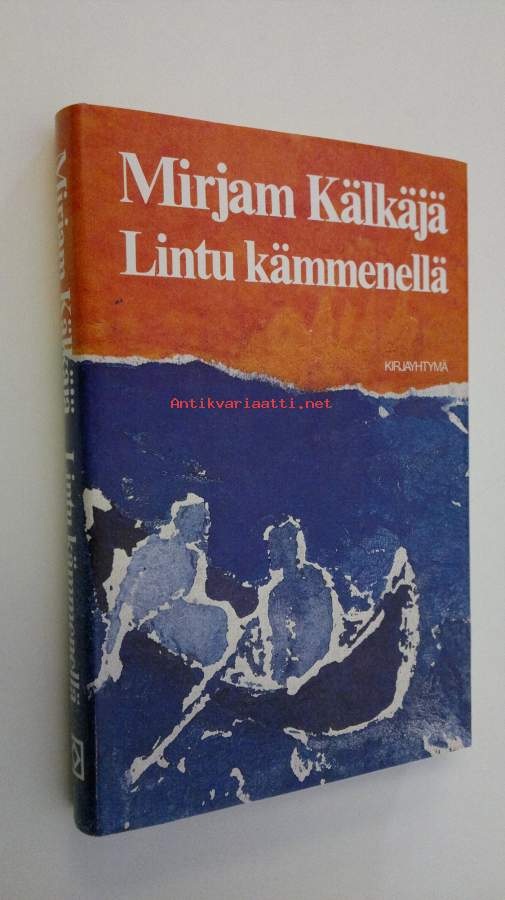 Mirjam Kälkäjä
Lintu kämmenellä
KIRJAYHTYMÄ
Antikvariaatti.net
Mirjam Kälkäjä Lintu kämmenellä